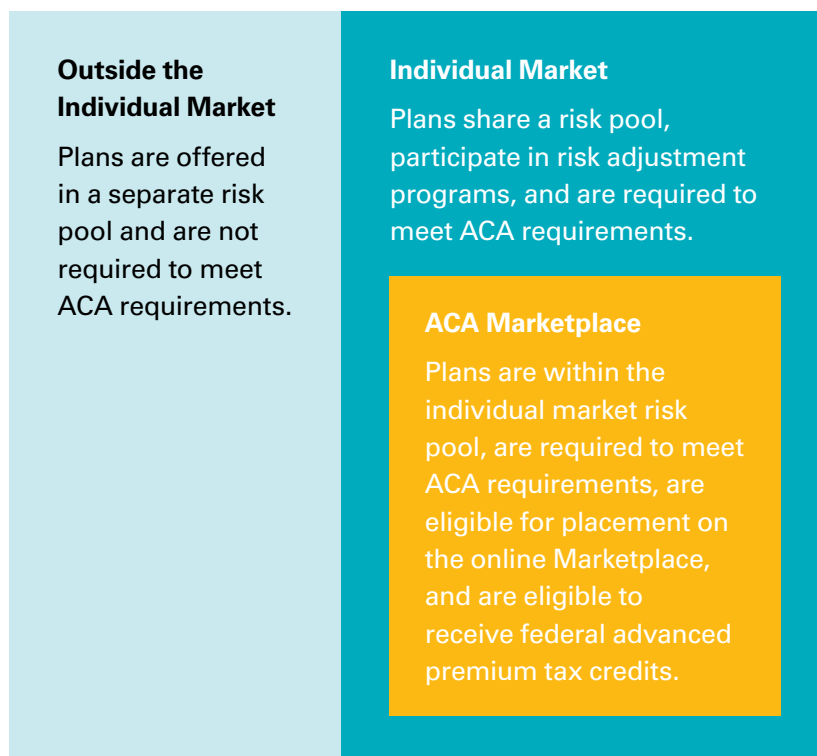 Outside the
Individual Market
Plans are offered
in a separate risk
pool and are not
required to meet
ACA requirements.
Individual Market
Plans share a risk pool,
participate in risk adjustment
programs, and are required to
meet ACA requirements.
ACA Marketplace
Plans are within the
individual market risk
pool, are required to meet
ACA requirements, are
eligible for placement on
the online Marketplace,
and are eligible to
receive federal advanced
premium tax credits.